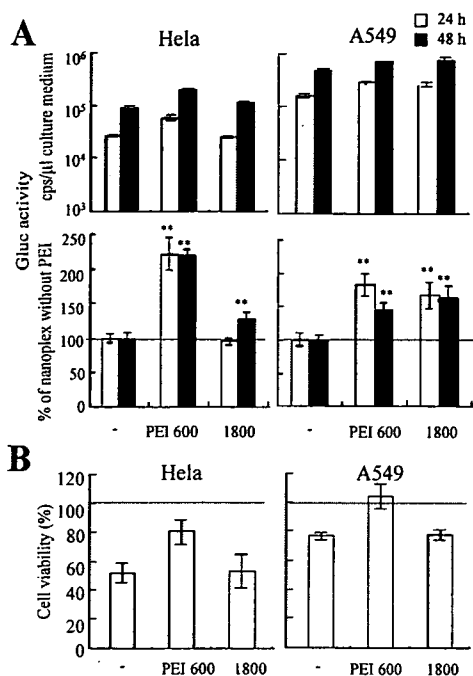 A
Hela
A549
24 h
48 h
Gluc activity
cps/μl culture medium
10⁶
10⁵
10⁴
10³
% of nanoplex without PEI
250
200
150
100
50
0
** ** **
** ** ** **
- PEI 600 1800
- PEI 600 1800
B
Hela
A549
Cell viability (%)
120
100
80
60
40
20
0
- PEI 600 1800
- PEI 600 1800